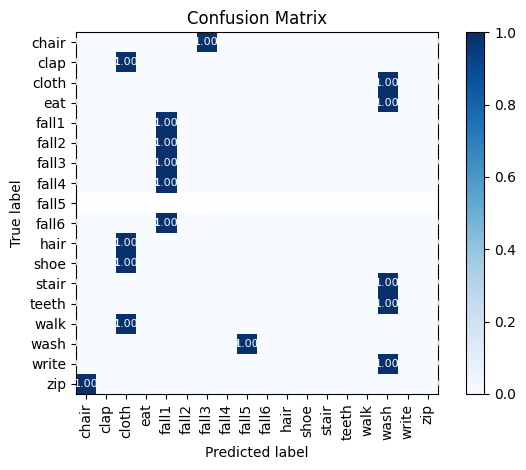 Confusion Matrix
True label
chair
1.00
clap
1.00
cloth
1.00
eat
1.00
fall1
1.00
fall2
1.00
fall3
1.00
fall4
1.00
fall5
fall6
1.00
hair
1.00
shoe
1.00
stair
1.00
teeth
1.00
walk
1.00
wash
1.00
write
1.00
zip
1.00
chair
clap
cloth
eat
fall1
fall2
fall3
fall4
fall5
fall6
hair
shoe
stair
teeth
walk
wash
write
zip
Predicted label
1.0
0.8
0.6
0.4
0.2
0.0